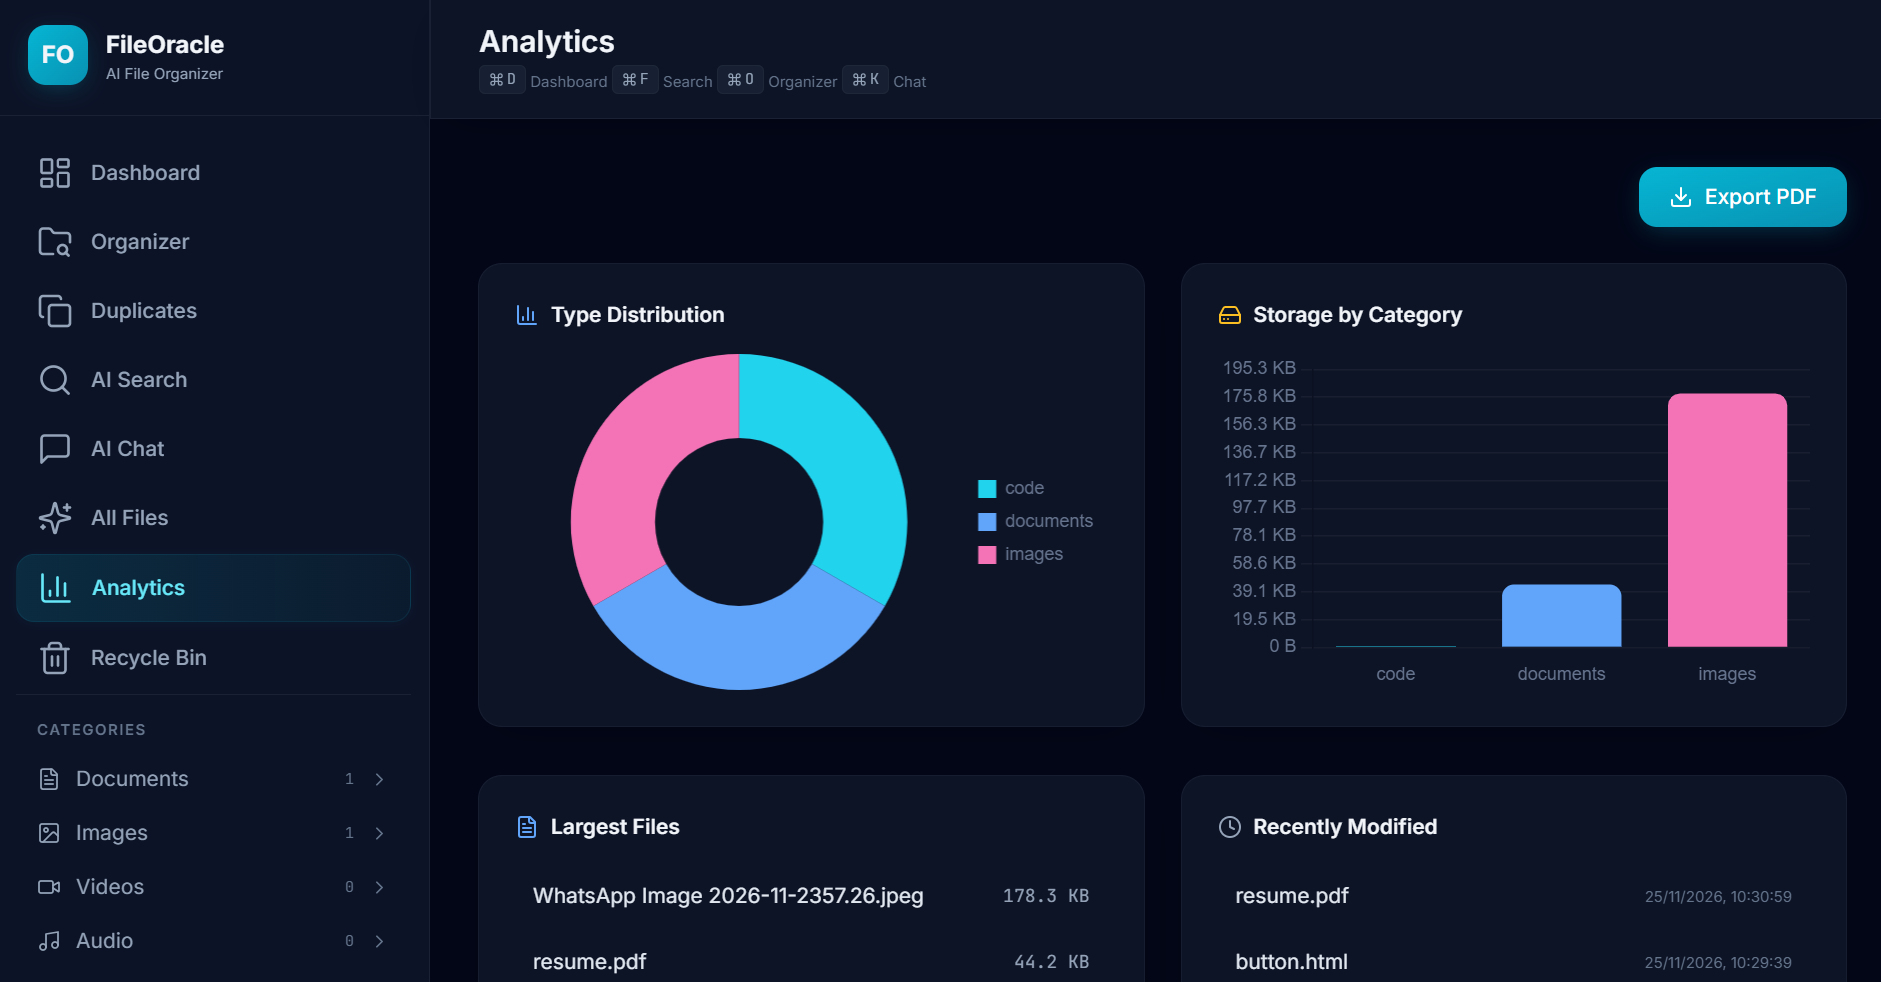 FO
FileOracle
AI File Organizer
Dashboard
Organizer
Duplicates
AI Search
AI Chat
All Files
Analytics
Recycle Bin
CATEGORIES
Documents 1
Images 1
Videos 0
Audio 0
Analytics
⌘D Dashboard ⌘F Search ⌘O Organizer ⌘K Chat
Export PDF
Type Distribution
code
documents
images
Storage by Category
195.3 KB
175.8 KB
156.3 KB
136.7 KB
117.2 KB
97.7 KB
78.1 KB
58.6 KB
39.1 KB
19.5 KB
0 B
code documents images
Largest Files
WhatsApp Image 2026-11-2357.26.jpeg 178.3 KB
resume.pdf 44.2 KB
Recently Modified
resume.pdf 25/11/2026, 10:30:59
button.html 25/11/2026, 10:29:39